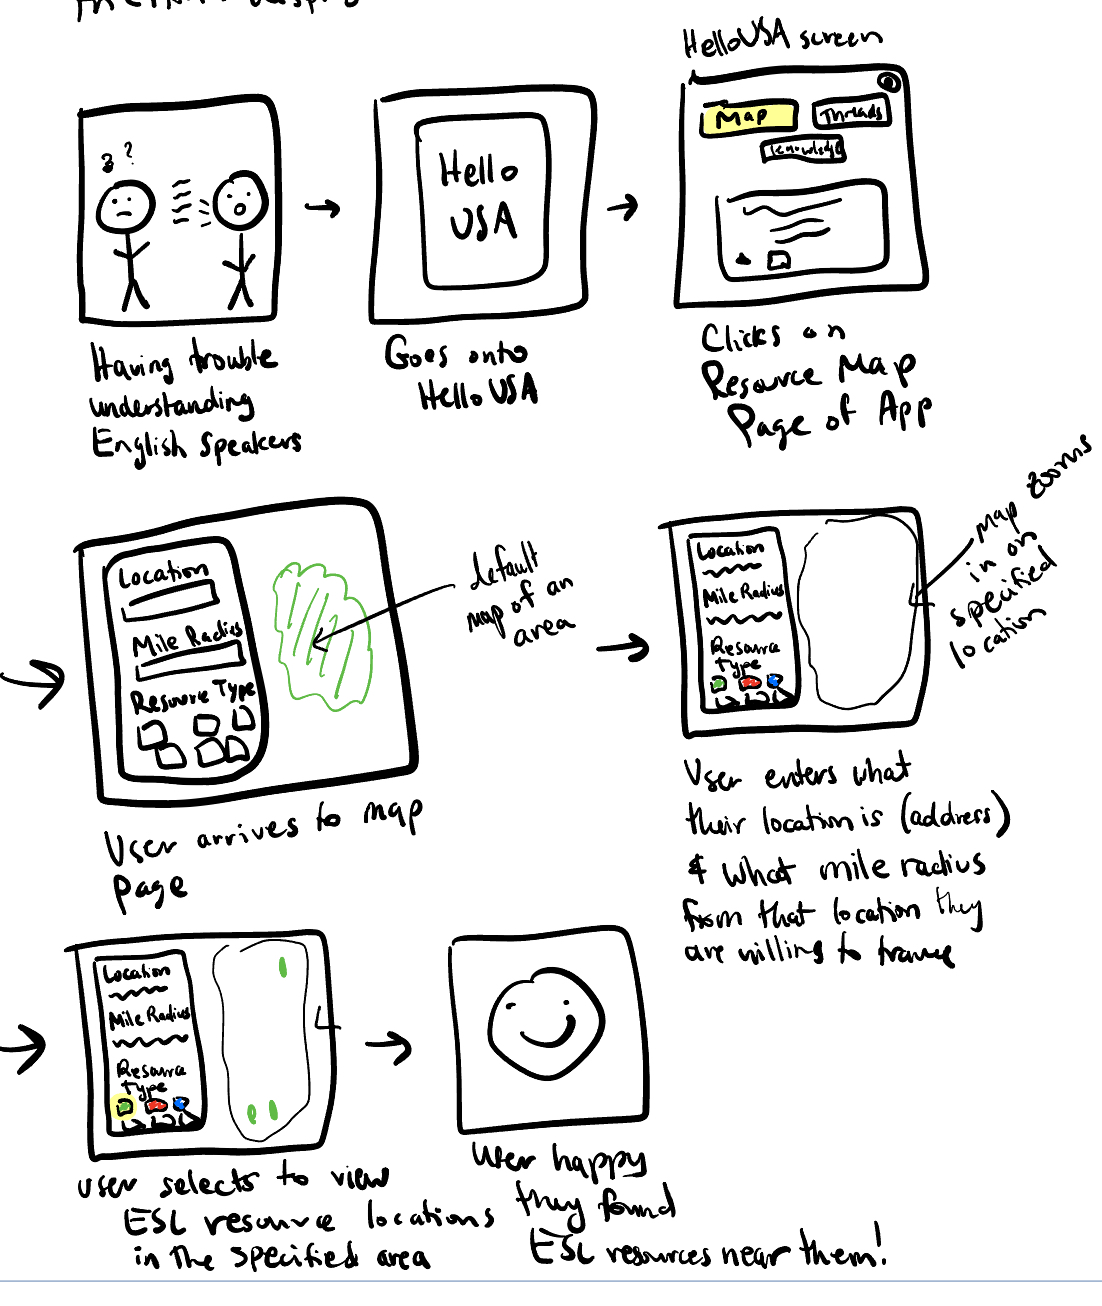 HelloUSA screen
? ?
Hello
USA
Map
Threads
Knowledge
Having trouble
understanding
English speakers
Goes onto
Hello USA
Clicks on
Resource Map
Page of App
Location
Mile Radius
Resource Type
default
map of an
area
Location
Mile Radius
Resource
Type
Map zooms
in on
specified
location
User arrives to map
page
User enters what
their location is (address)
& what mile radius
from that location they
are willing to
Location
Mile Radius
Resource
Type
user selects to view
ESL resource locations
in the specified area
User happy
they found
ESL resources near them!